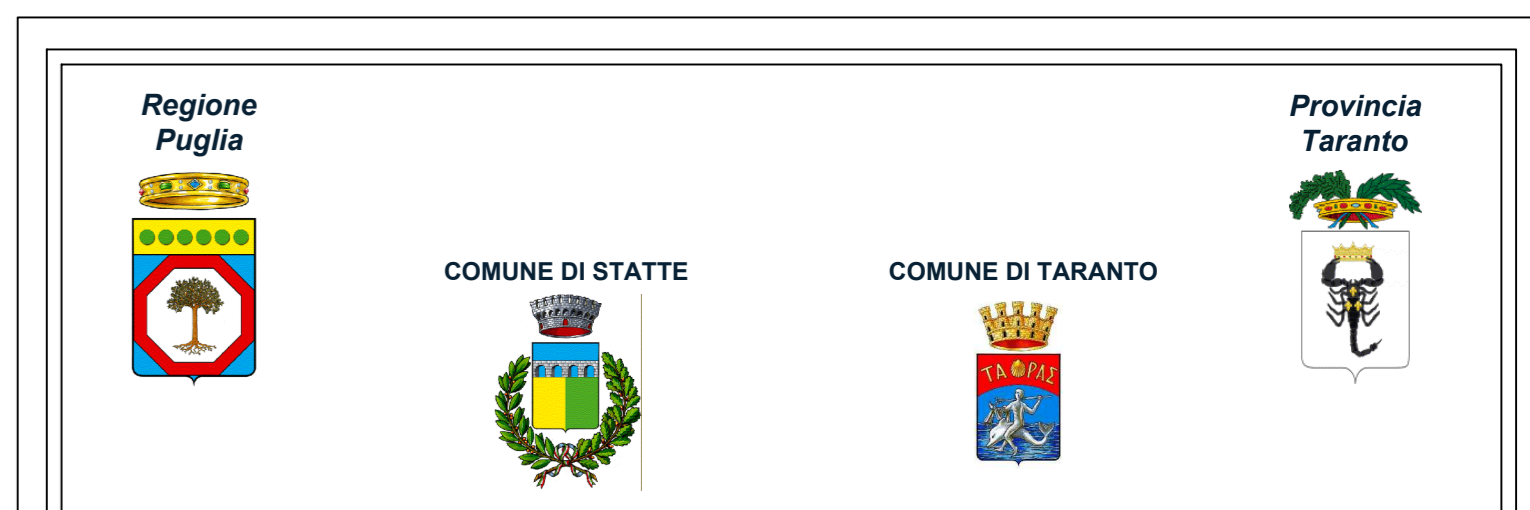 Regione
Puglia
Provincia
Taranto
COMUNE DI STATTE
COMUNE DI TARANTO
ΤΑΡΑΣ